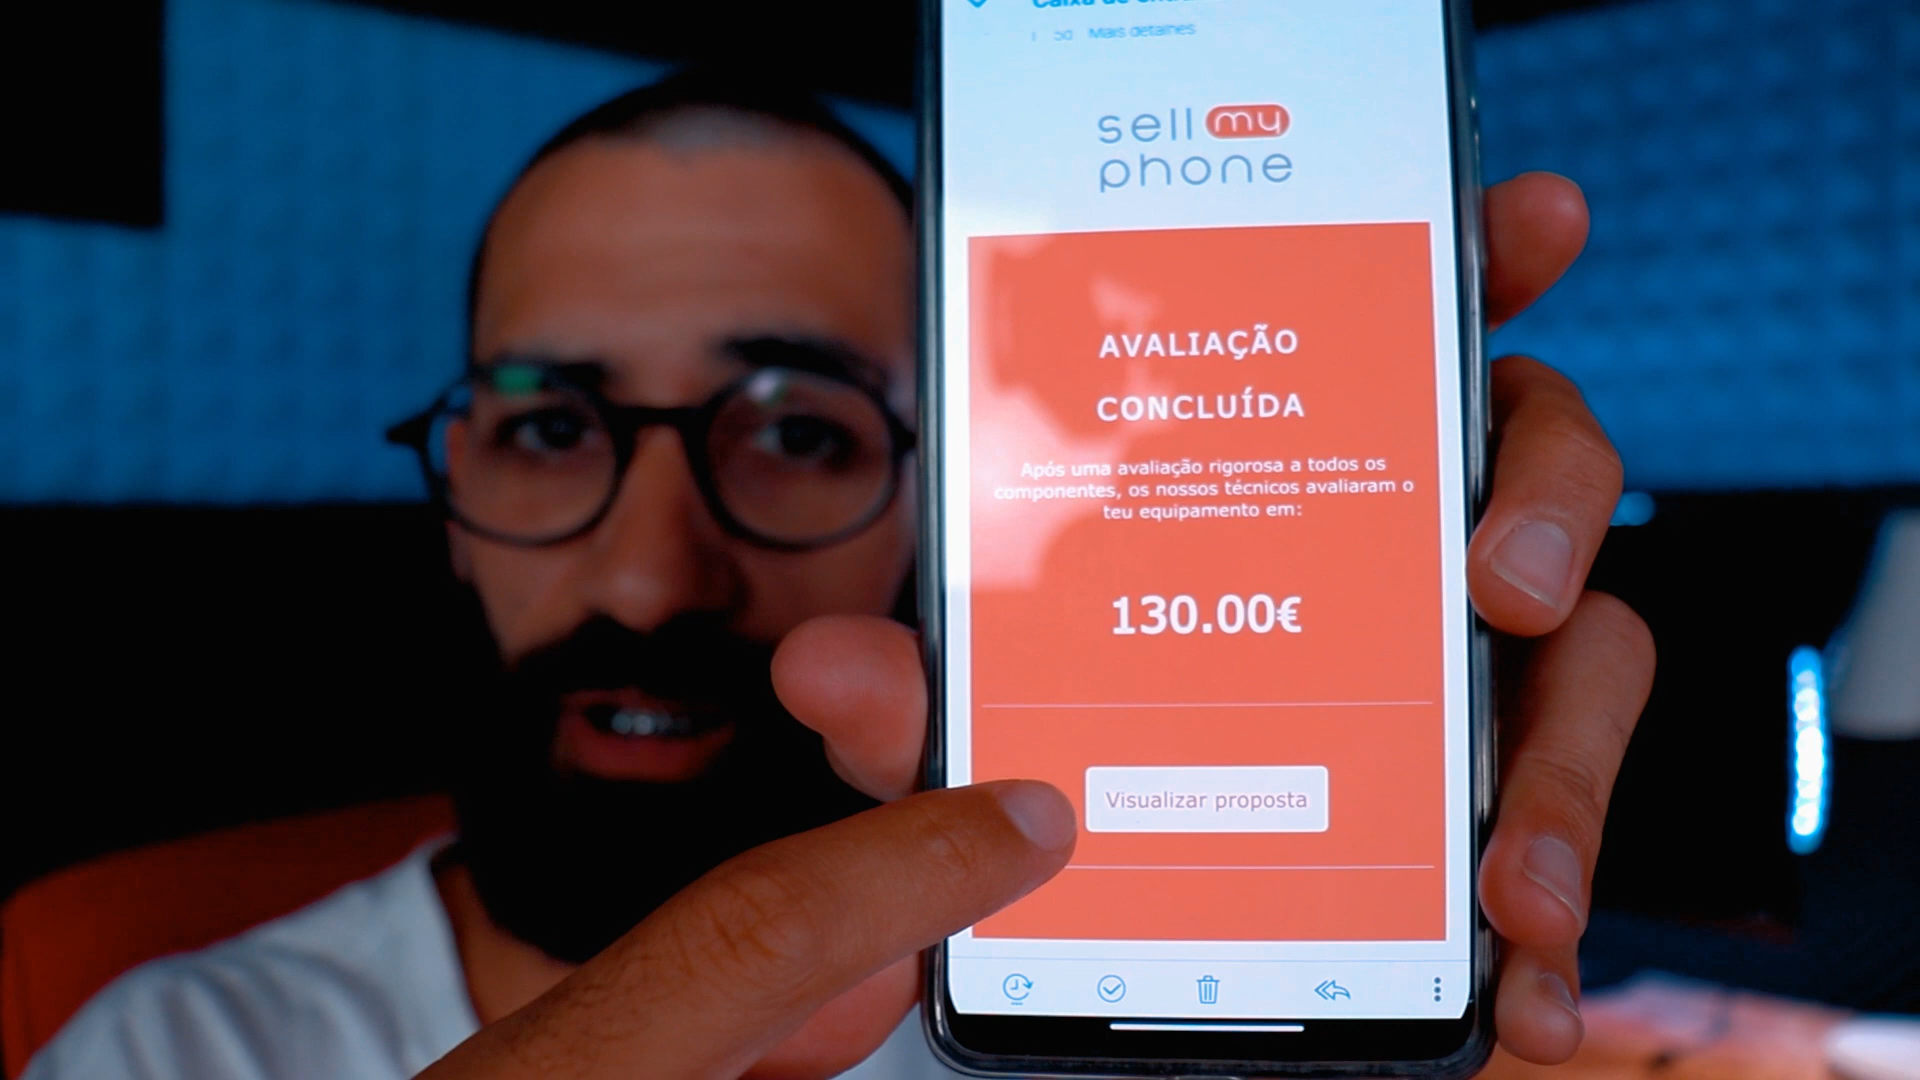 Mais detalhes
sell my
phone
AVALIAÇÃO
CONCLUÍDA
Após uma avaliação rigorosa a todos os
componentes, os nossos técnicos avaliaram o
teu equipamento em:
130.00€
Visualizar proposta